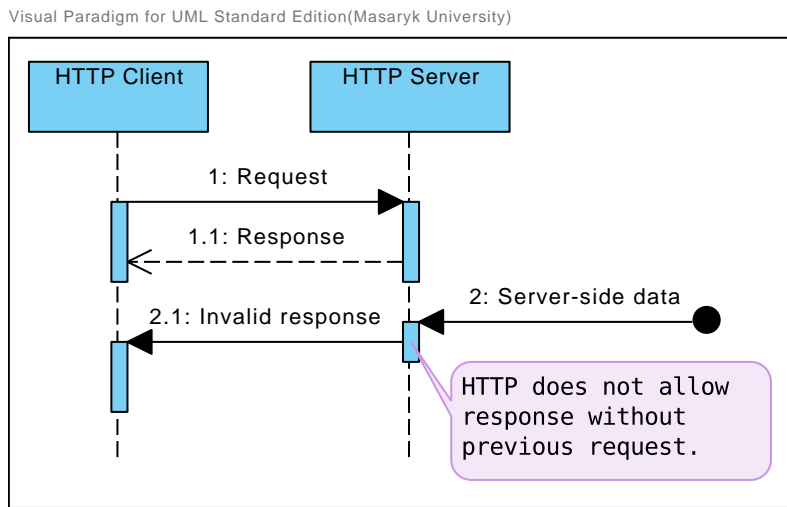 Visual Paradigm for UML Standard Edition(Masaryk University)
HTTP Client
HTTP Server
1: Request
1.1: Response
2: Server-side data
2.1: Invalid response
HTTP does not allow
response without
previous request.